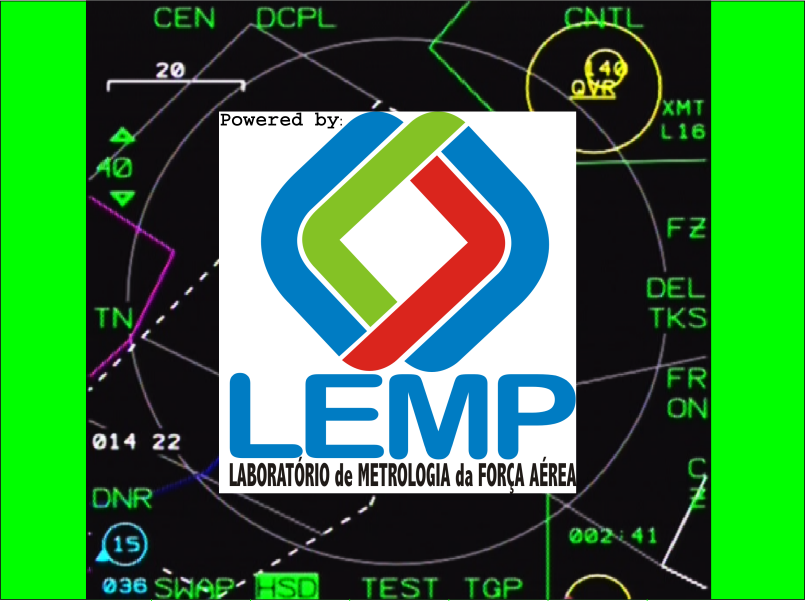 CEN DCPL CNTL
20
140
QVR
Powered by:
XMT
L16
40
FZ
DEL
TKS
TN
FR
ON
LEMP
014 22
LABORATÓRIO de METROLOGIA da FORÇA AÉREA
C
Z
DNR
002:41
15
036 SWAP HSD TEST TGP